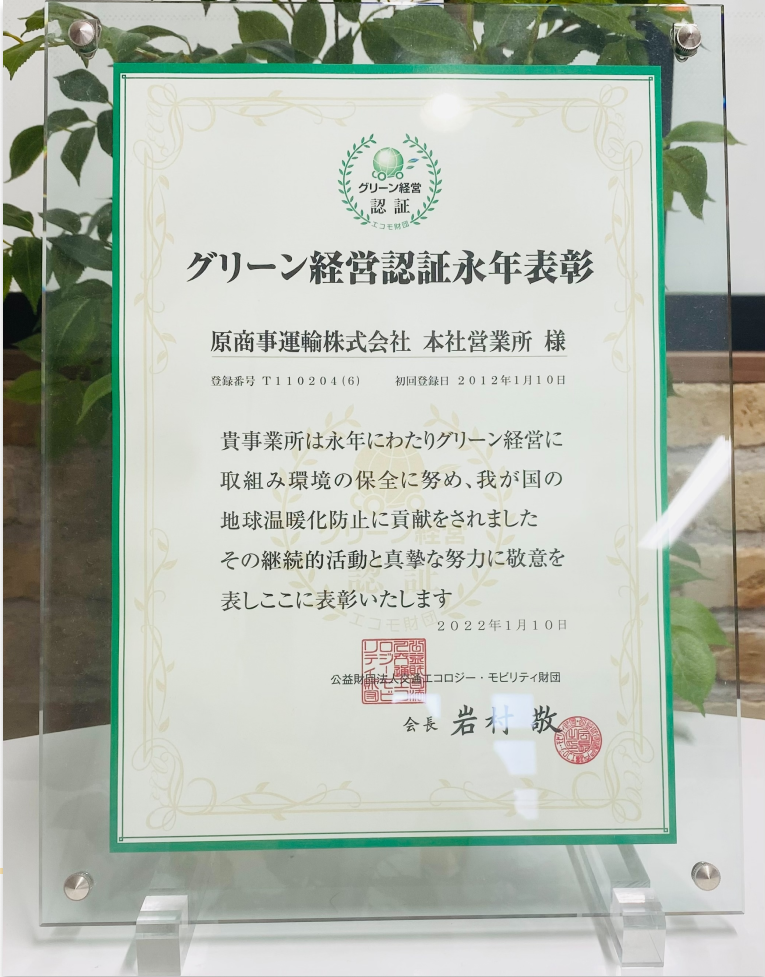 グリーン経営
認証
エコモ財団
グリーン経営認証永年表彰
原商事運輸株式会社 本社営業所 様
登録番号 T110204(6) 初回登録日 2012年1月10日
貴事業所は永年にわたりグリーン経営に
取組み環境の保全に努め、我が国の
地球温暖化防止に貢献をされました
その継続的活動と真摯な努力に敬意を
表しここに表彰いたします
2022年1月10日
公益財団法人交通エコロジー・モビリティ財団
会長 岩村 敬